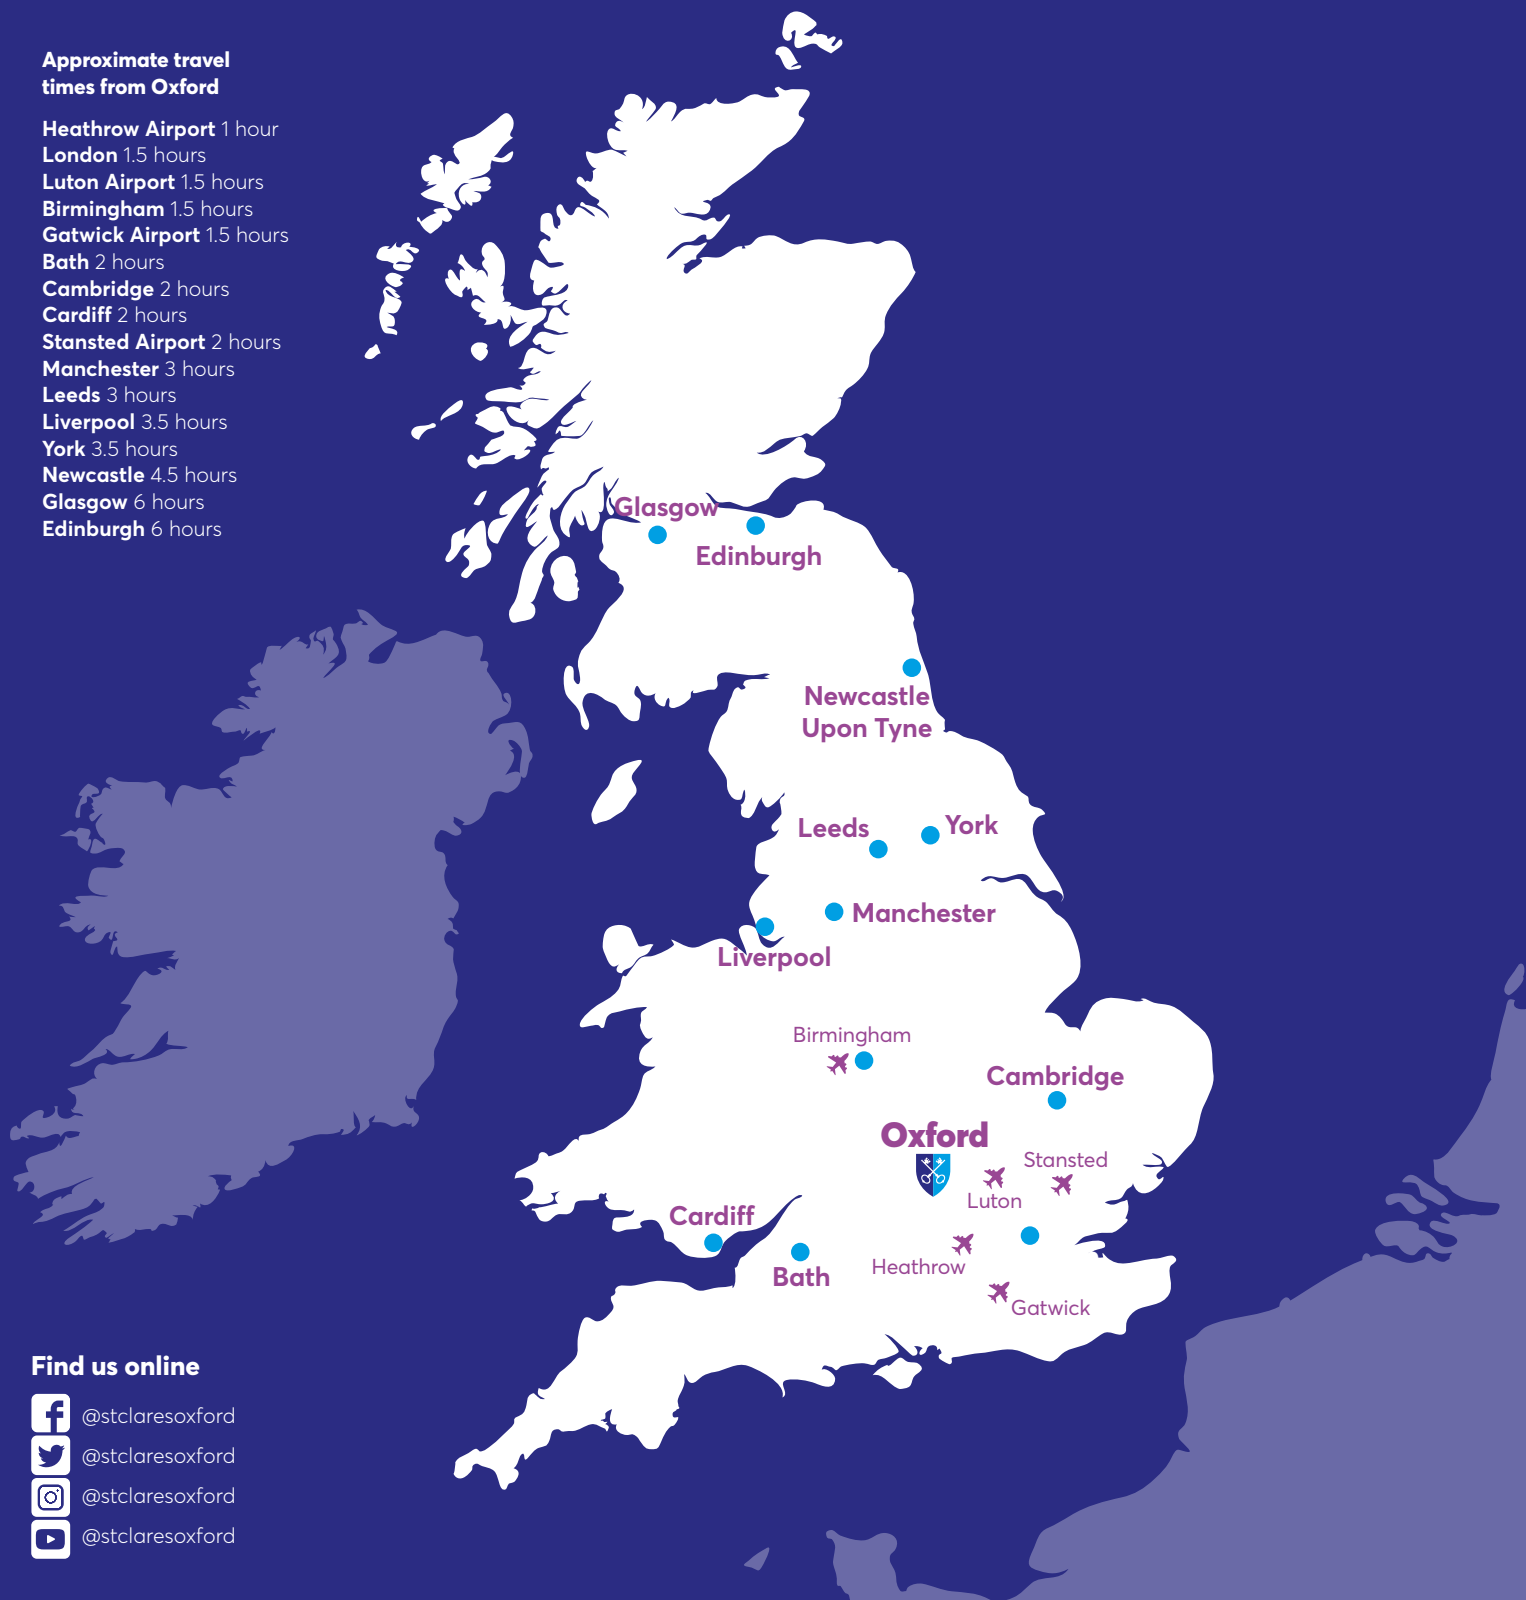 Approximate travel
times from Oxford
Heathrow Airport 1 hour
London 1.5 hours
Luton Airport 1.5 hours
Birmingham 1.5 hours
Gatwick Airport 1.5 hours
Bath 2 hours
Cambridge 2 hours
Cardiff 2 hours
Stansted Airport 2 hours
Manchester 3 hours
Leeds 3 hours
Liverpool 3.5 hours
York 3.5 hours
Newcastle 4.5 hours
Glasgow 6 hours
Edinburgh 6 hours
Glasgow
Edinburgh
Newcastle
Upon Tyne
Leeds
York
Manchester
Liverpool
Birmingham
Cambridge
Oxford
Stansted
Luton
Cardiff
Heathrow
Bath
Gatwick
Find us online
@stclaresoxford
@stclaresoxford
@stclaresoxford
@stclaresoxford